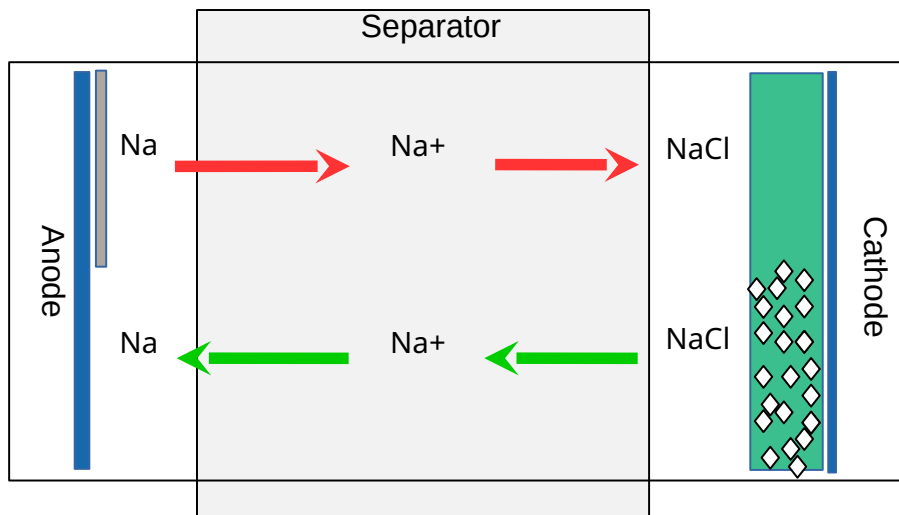 Separator
Na
Na+
NaCl
Anode
Cathode
Na
Na+
NaCl